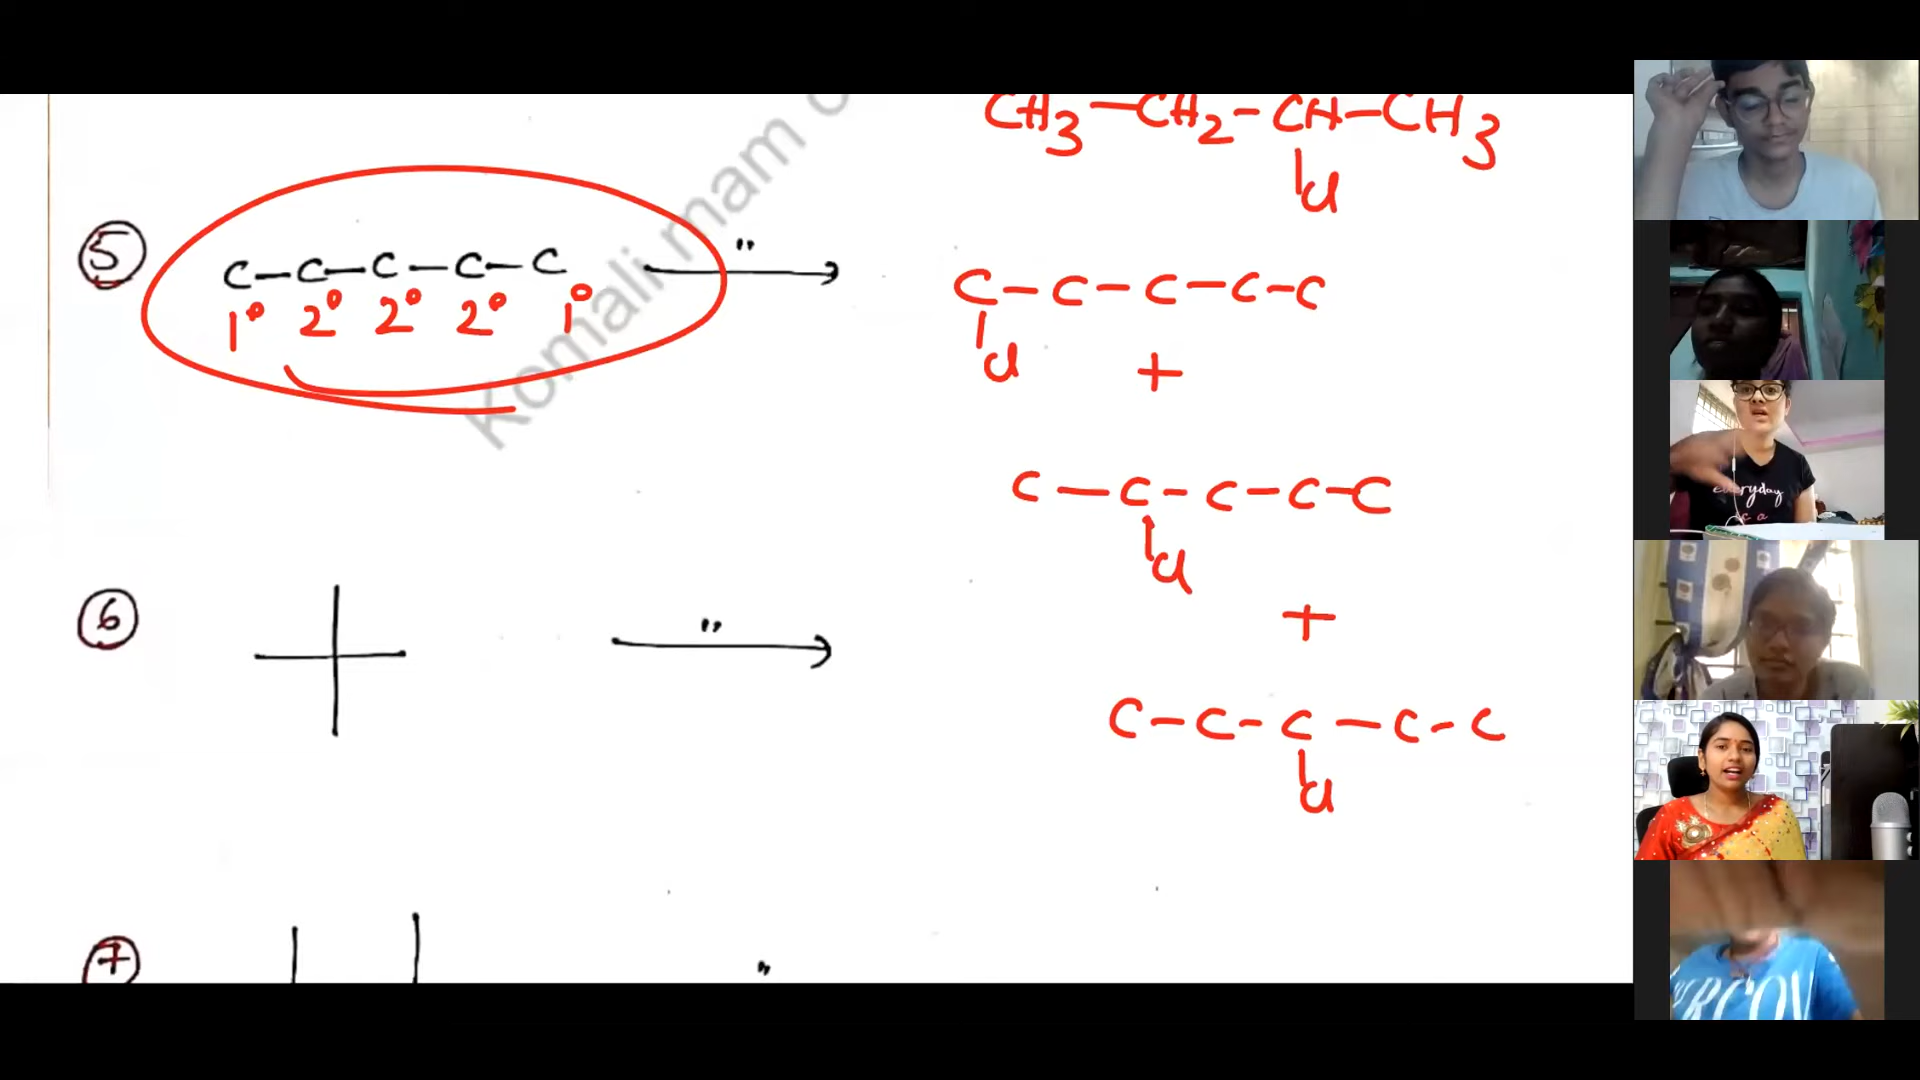 CH3-CH2-CH-CH3
Cl
5 C-C-C-C-C "
1° 2° 2° 2° 1°
C-C-C-C-C
Cl
+
C-C-C-C-C
Cl
+
C-C-C-C-C
Cl
6 "
7 "
Komali mam
everyday